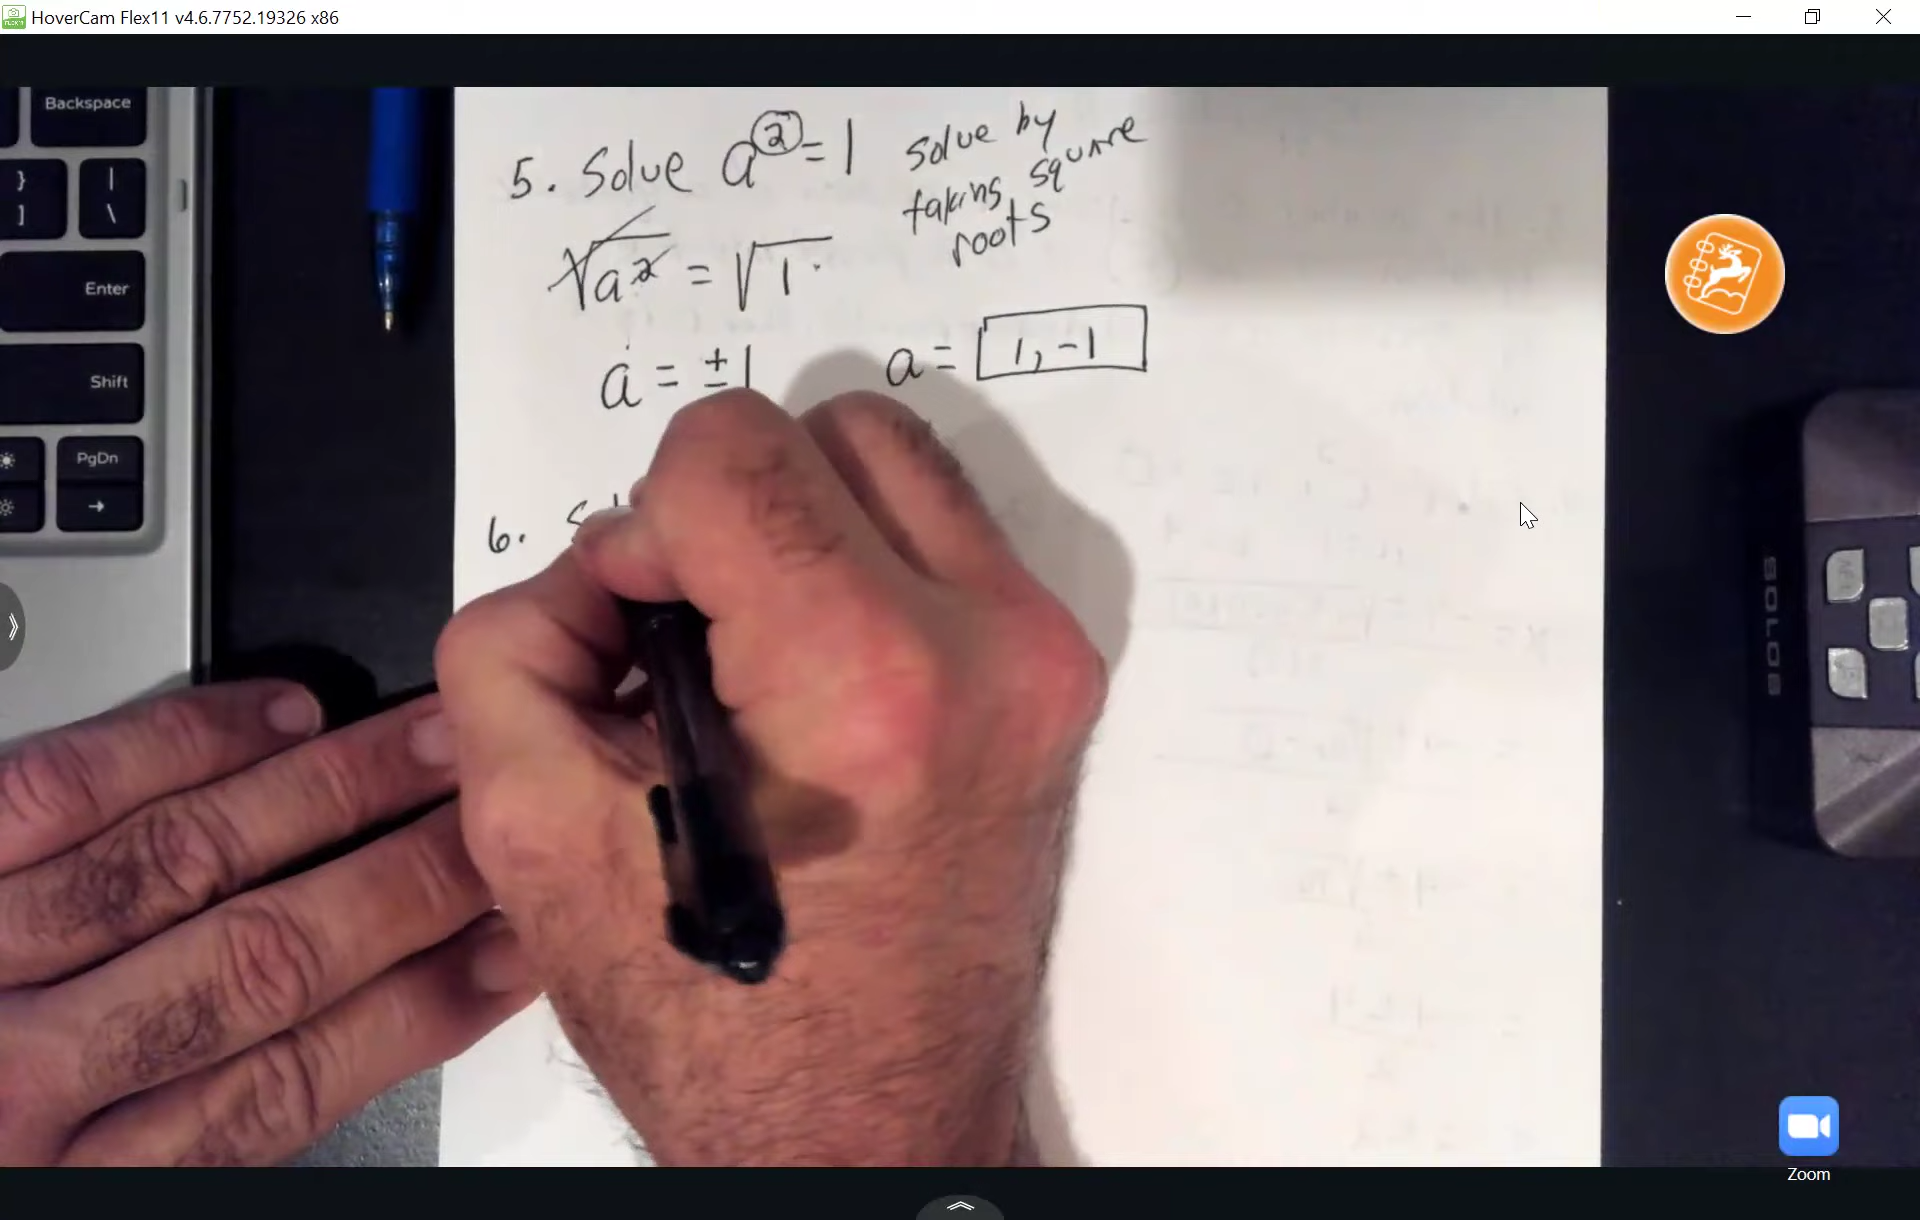 HoverCam Flex11 v4.6.7752.19326 x86
Backspace
}
]
|
\
Enter
Shift
PgDn
5. Solve a² = 1
solve by
taking square
roots
√a² = √1
a = ±1
a = 1, -1
6.
SOLO8
Zoom